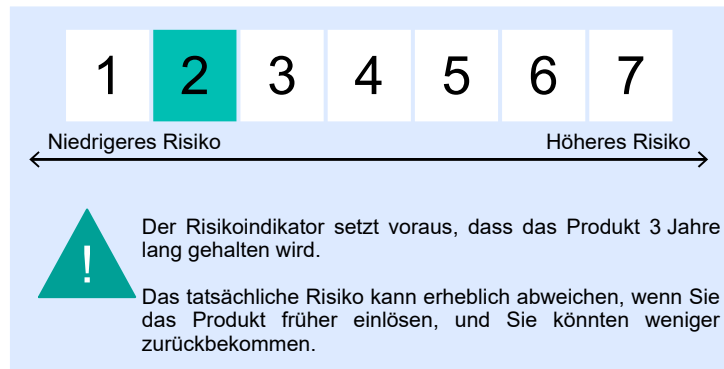 1 2 3 4 5 6 7
Niedrigeres Risiko Höheres Risiko
!
Der Risikoindikator setzt voraus, dass das Produkt 3 Jahre
lang gehalten wird.
Das tatsächliche Risiko kann erheblich abweichen, wenn Sie
das Produkt früher einlösen, und Sie könnten weniger
zurückbekommen.